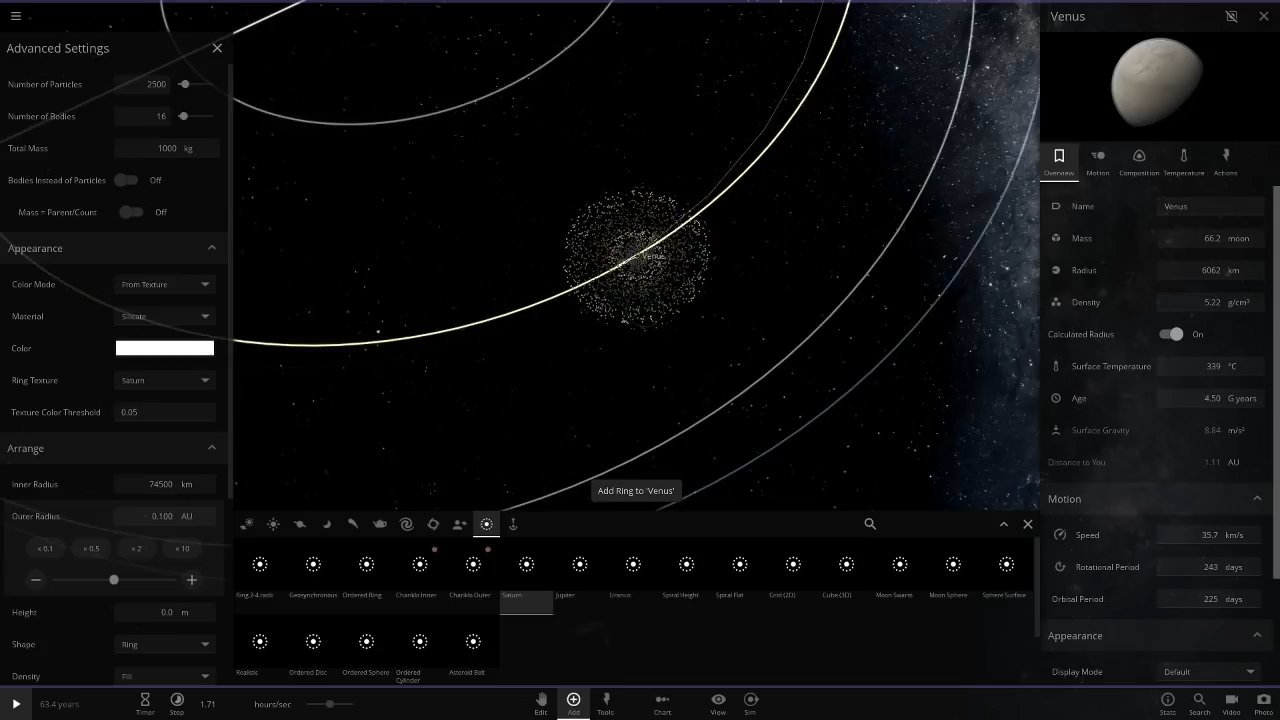 Venus
Advanced Settings
Number of Particles 2500
Number of Bodies 16
Total Mass 1000 kg
Bodies Instead of Particles Off
Mass = Parent/Count Off
Appearance
Color Mode From Texture
Material Silicate
Color
Ring Texture Saturn
Texture Color Threshold 0.05
Arrange
Inner Radius 74500 km
Outer Radius 0.100 AU
× 0.1 × 0.5 × 2 × 10
Height 0.0 m
Shape Ring
Density Fill
Venus
Add Ring to 'Venus'
Ring 2-4 radii Geosynchronous Ordered Ring Chariklo Inner Chariklo Outer Saturn Jupiter Uranus Spiral Height Spiral Flat Grid (2D) Cube (3D) Moon Swarm Moon Sphere Sphere Surface
Realistic Ordered Disc Ordered Sphere Ordered Cylinder Asteroid Belt
Overview Motion Composition Temperature Actions
Name Venus
Mass 66.2 moon
Radius 6062 km
Density 5.22 g/cm³
Calculated Radius On
Surface Temperature 339 °C
Age 4.50 G years
Surface Gravity 8.84 m/s²
Distance to You 1.11 AU
Motion
Speed 35.7 km/s
Rotational Period 243 days
Orbital Period 225 days
Appearance
Display Mode Default
63.4 years Timer Step 1.71 hours/sec Edit Add Tools Chart View Sim Stats Search Video Photo